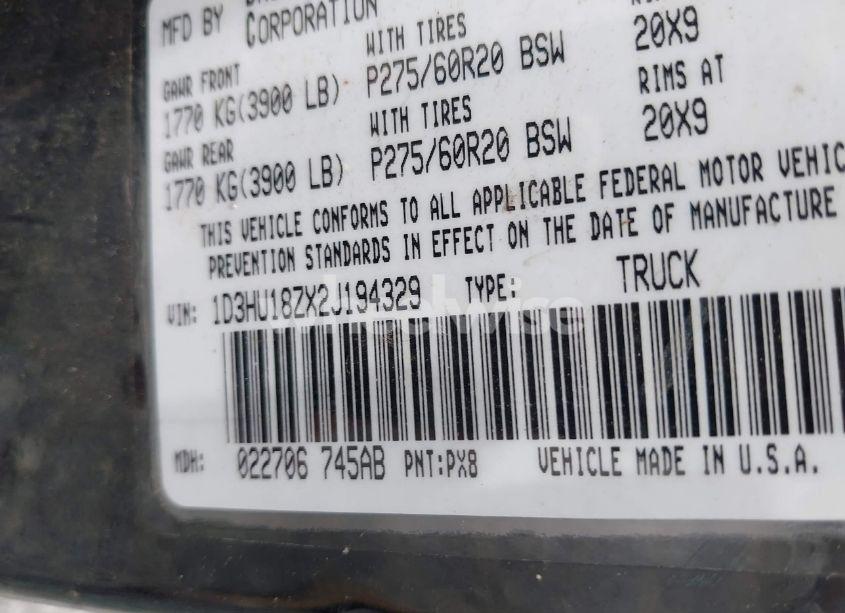 MFD BY
CORPORATION
GAWR FRONT
WITH TIRES
1770 KG(3900 LB)
P275/60R20 BSW
20X9
GAWR REAR
WITH TIRES
RIMS AT
1770 KG(3900 LB)
P275/60R20 BSW
20X9
THIS VEHICLE CONFORMS TO ALL APPLICABLE FEDERAL MOTOR VEHIC
PREVENTION STANDARDS IN EFFECT ON THE DATE OF MANUFACTURE
VIN: 1D3HU18ZX2J194329 TYPE: TRUCK
wheelwise
MDH: 022706 745AB PNT:PX8 VEHICLE MADE IN U.S.A.